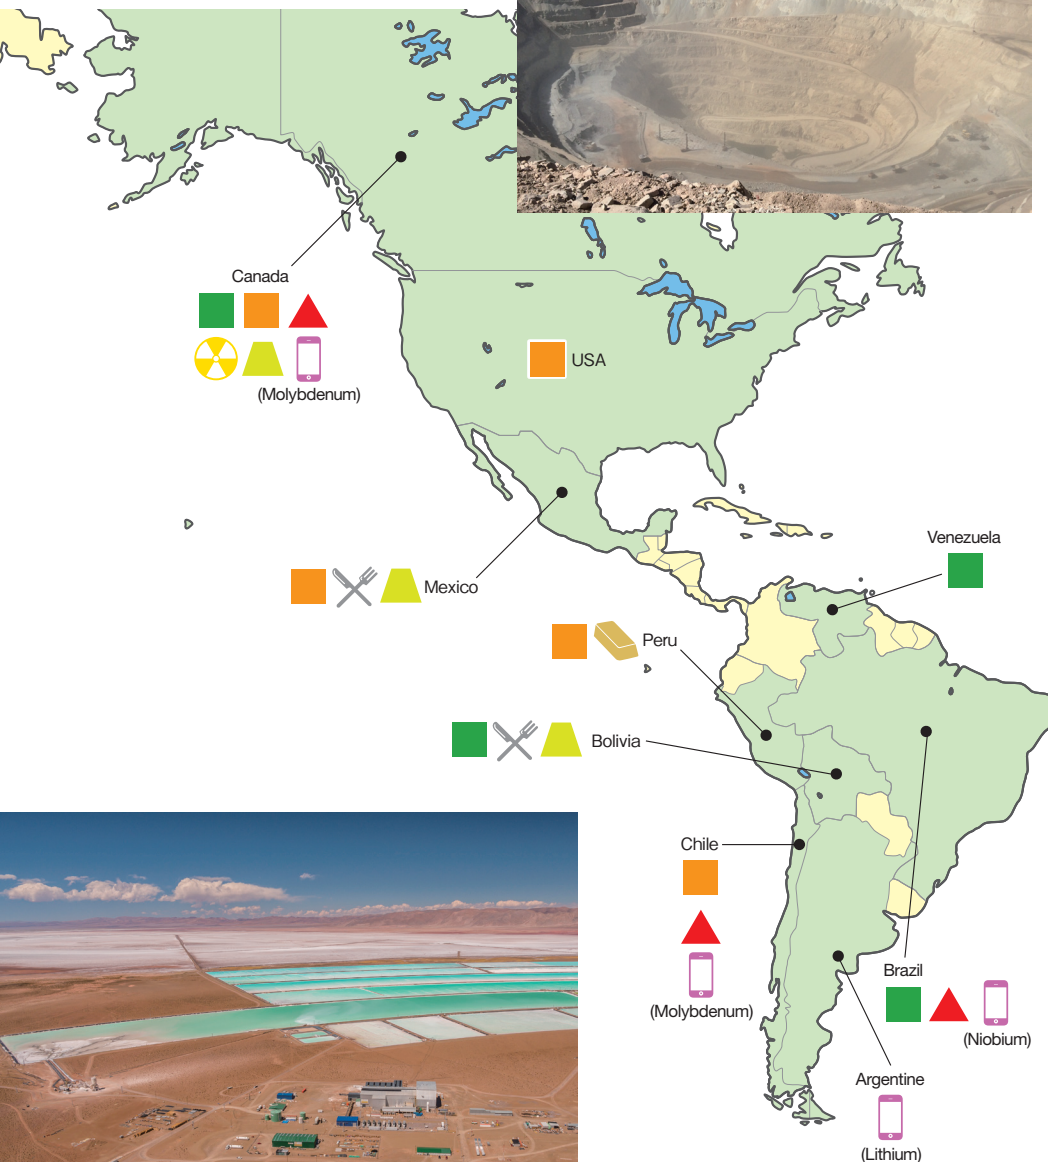 Canada
(Molybdenum)
USA
Mexico
Venezuela
Peru
Bolivia
Chile
(Molybdenum)
Brazil
(Niobium)
Argentine
(Lithium)